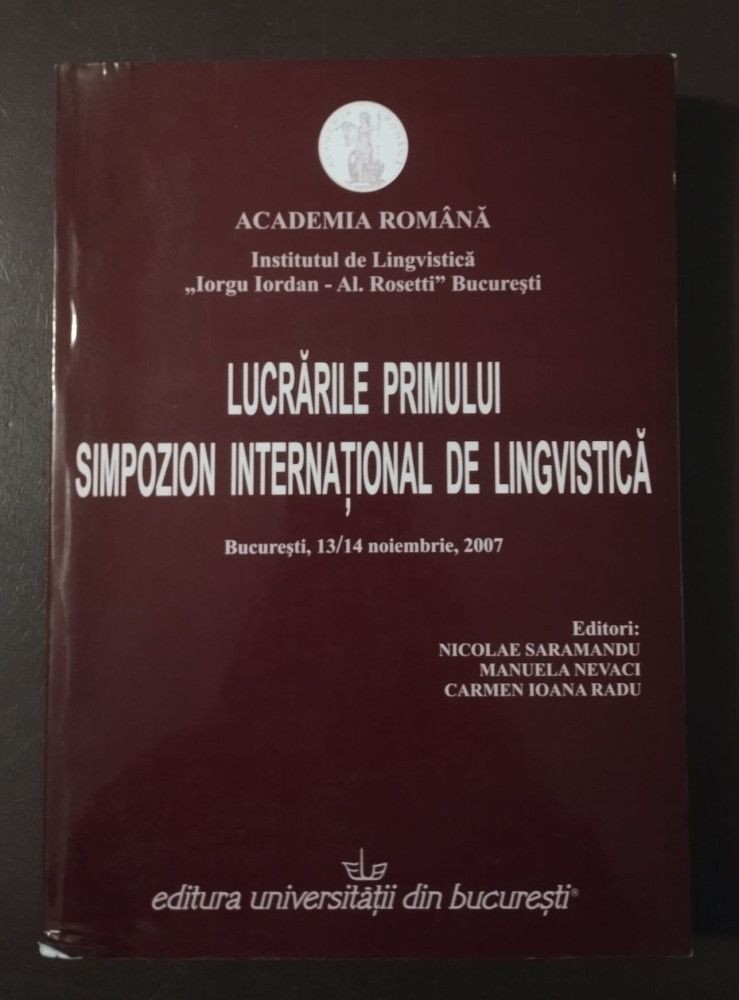 ACADEMIA ROMÂNĂ
Institutul de Lingvistică
„Iorgu Iordan - Al. Rosetti” București
LUCRĂRILE PRIMULUI
SIMPOZION INTERNAȚIONAL DE LINGVISTICĂ
București, 13/14 noiembrie, 2007
Editori:
NICOLAE SARAMANDU
MANUELA NEVACI
CARMEN IOANA RADU
editura universității din bucurești®